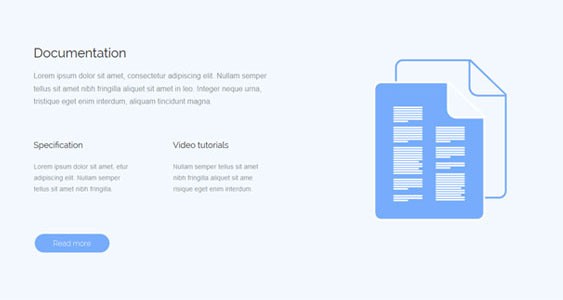 Documentation
Lorem ipsum dolor sit amet, consectetur adipiscing elit. Nullam semper
tellus sit amet nibh fringilla aliquet sit amet in leo. Integer neque urna,
tristique eget interdum, aliquam tincidunt magna.
Specification
Lorem ipsum dolor sit amet, etur
adipiscing elit. Nullam semper
tellus sit amet nibh fringilla.
Video tutorials
Nullam semper tellus sit amet
nibh fringilla aliquet sit ame
risque eget interdum.
Read more